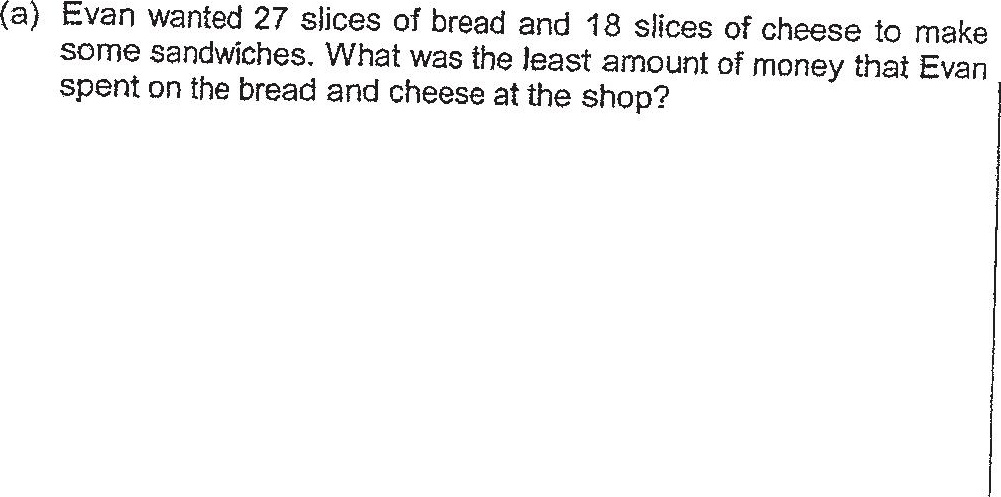 (a) Evan wanted 27 slices of bread and 18 slices of cheese to make
some sandwiches. What was the least amount of money that Evan
spent on the bread and cheese at the shop?